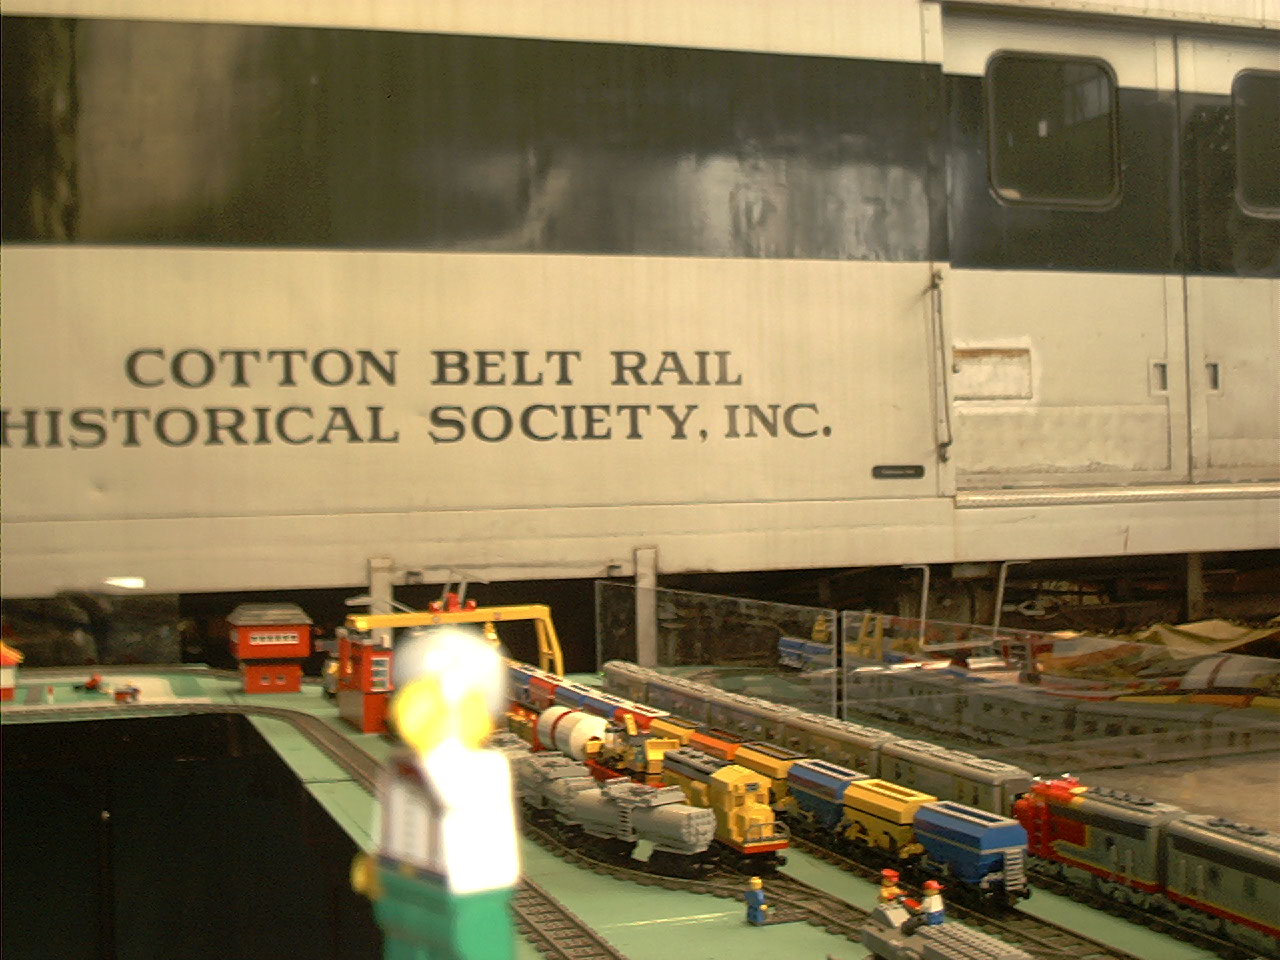 COTTON BELT RAIL
HISTORICAL SOCIETY, INC.